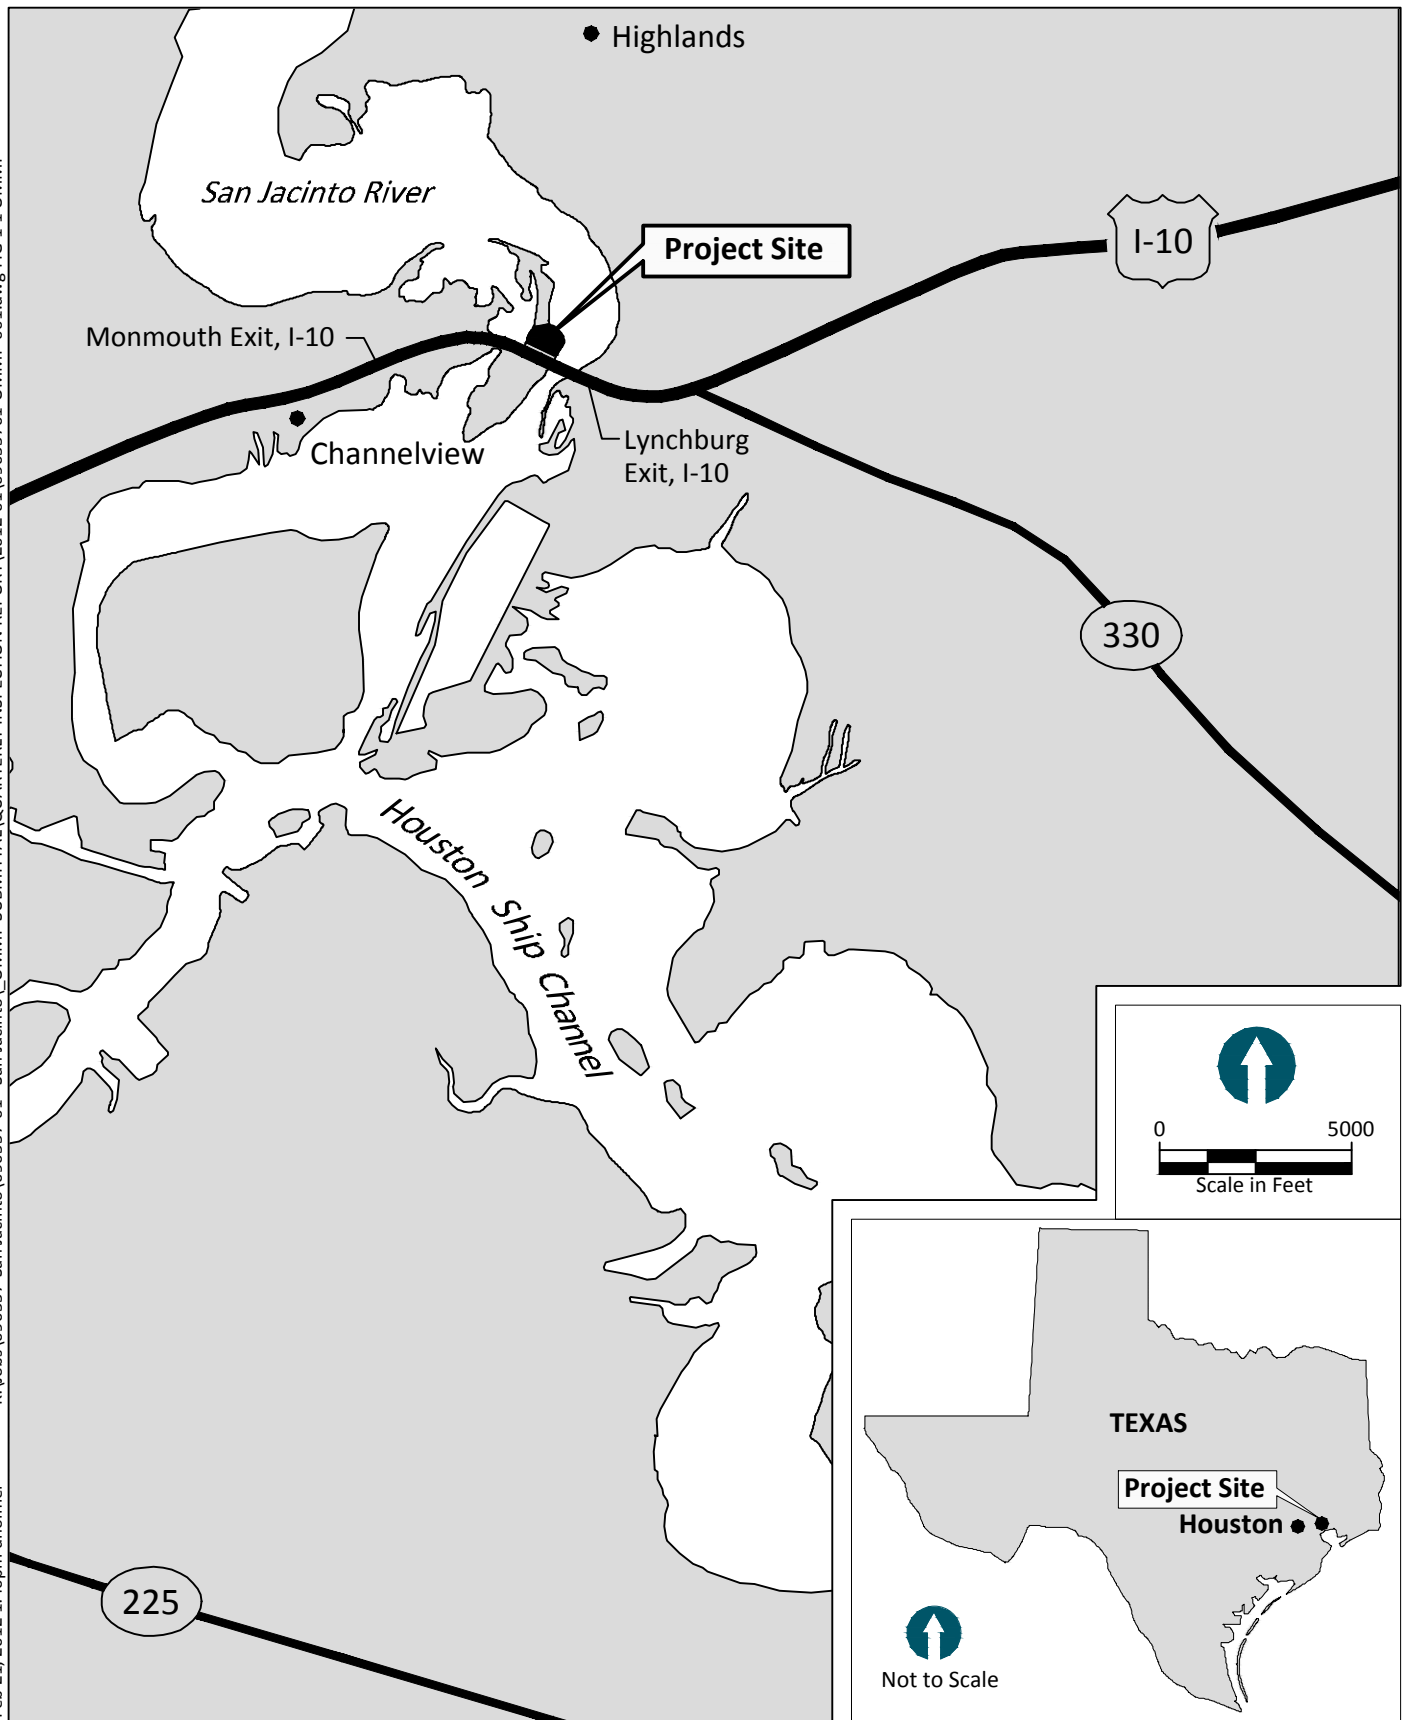 Highlands
San Jacinto River
Project Site
I-10
Monmouth Exit, I-10
Channelview
Lynchburg
Exit, I-10
330
Houston Ship Channel
0 5000
Scale in Feet
TEXAS
Project Site
Houston
Not to Scale
225